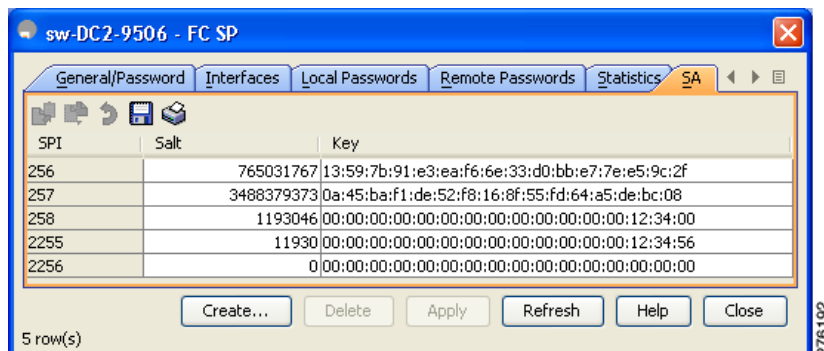 sw-DC2-9506 - FC SP
General/Password Interfaces Local Passwords Remote Passwords Statistics SA
SPI Salt Key
256 765031767 13:59:7b:91:e3:ea:f6:6e:33:d0:bb:e7:7e:e5:9c:2f
257 3488379373 0a:45:ba:f1:de:52:f8:16:8f:55:fd:64:a5:de:bc:08
258 1193046 00:00:00:00:00:00:00:00:00:00:00:00:00:12:34:00
2255 11930 00:00:00:00:00:00:00:00:00:00:00:00:00:12:34:56
2256 0 00:00:00:00:00:00:00:00:00:00:00:00:00:00:00:00
Create... Delete Apply Refresh Help Close
5 row(s)
276192